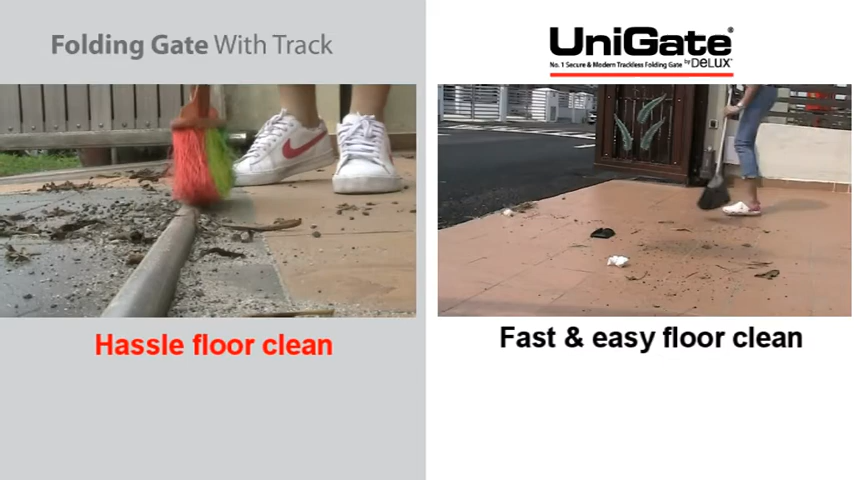 Folding Gate With Track
Hassle floor clean
UniGate®
No. 1 Secure & Modern Trackless Folding Gate by DELUX
Fast & easy floor clean